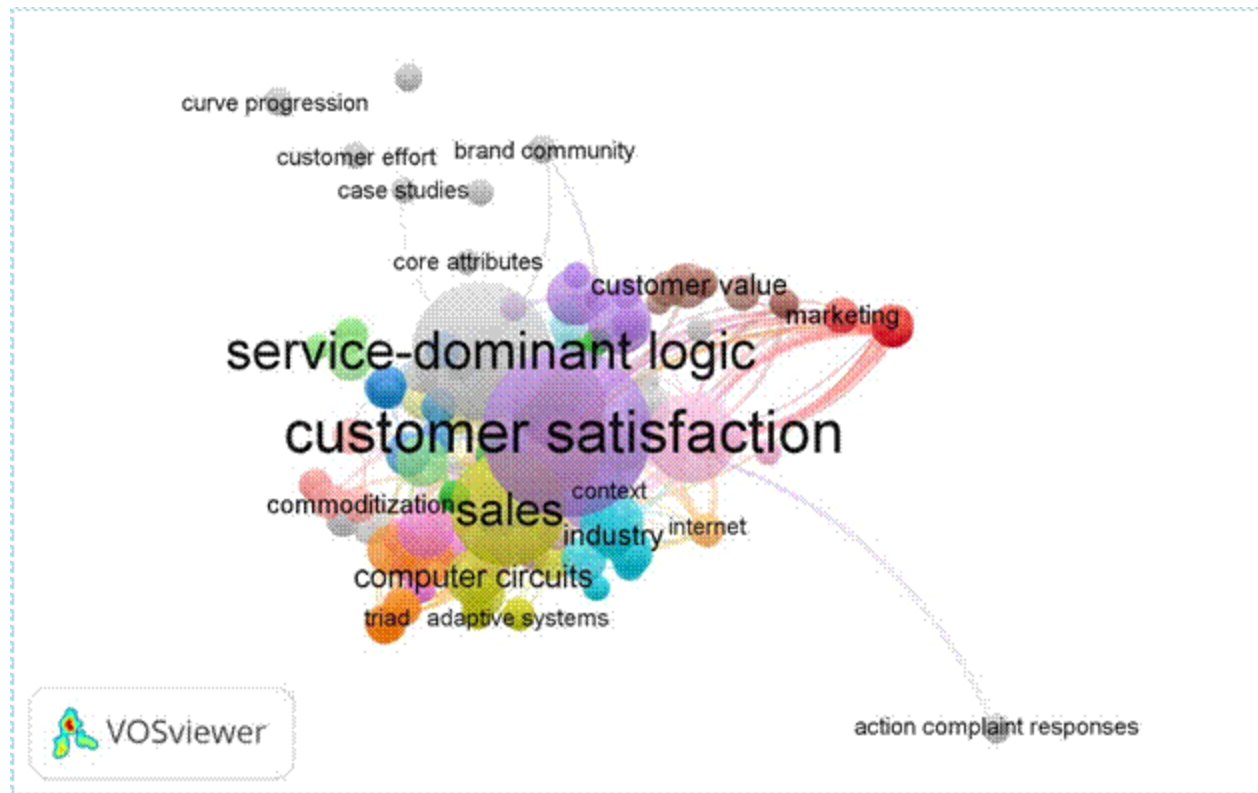 curve progression
customer effort
brand community
case studies
core attributes
customer value
marketing
service-dominant logic
customer satisfaction
context
commoditization
sales
industry
internet
computer circuits
triad
adaptive systems
VOSviewer
action complaint responses